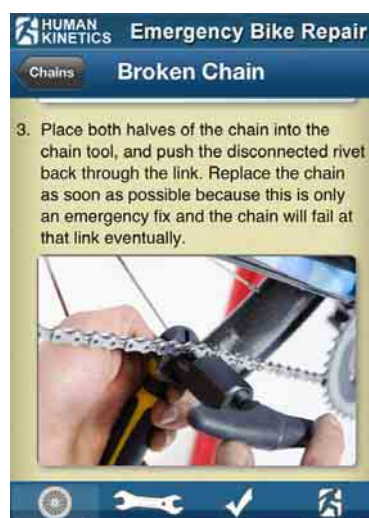 HUMAN
KINETICS
Emergency Bike Repair
Chains
Broken Chain
3. Place both halves of the chain into the
chain tool, and push the disconnected rivet
back through the link. Replace the chain
as soon as possible because this is only
an emergency fix and the chain will fail at
that link eventually.